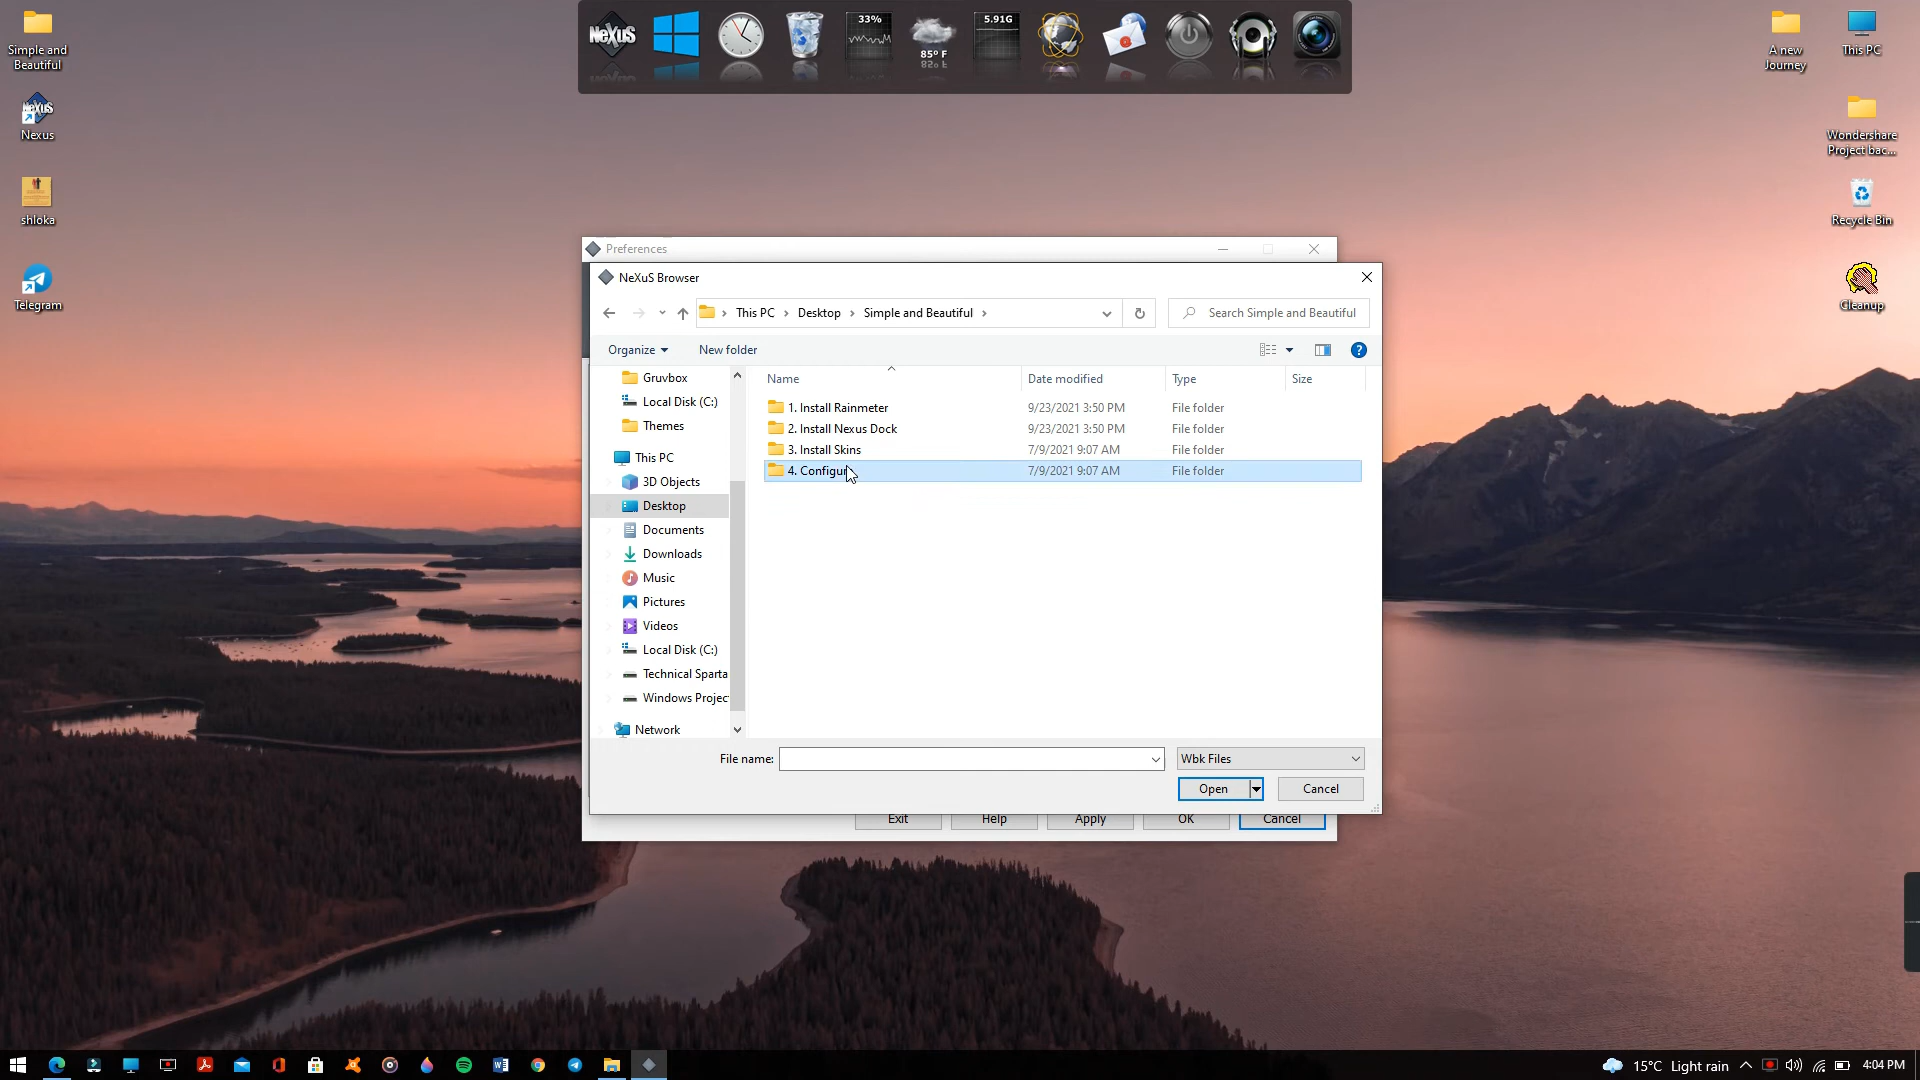 Simple and
Beautiful
Nexus
shloka
Telegram
NeXuS
33%
85° F
82° F
5.91G
A new
Journey
This PC
Wondershare
Project bac...
Recycle Bin
Cleanup
Preferences
NeXuS Browser
This PC
Desktop
Simple and Beautiful
Search Simple and Beautiful
Organize
New folder
Gruvbox
Local Disk (C:)
Themes
This PC
3D Objects
Desktop
Documents
Downloads
Music
Pictures
Videos
Local Disk (C:)
Technical Sparta
Windows Projec
Network
Name Date modified Type Size
1. Install Rainmeter 9/23/2021 3:50 PM File folder
2. Install Nexus Dock 9/23/2021 3:50 PM File folder
3. Install Skins 7/9/2021 9:07 AM File folder
4. Configur 7/9/2021 9:07 AM File folder
File name:
Wbk Files
Open
Cancel
Exit
Help
Apply
OK
Cancel
15°C Light rain
4:04 PM